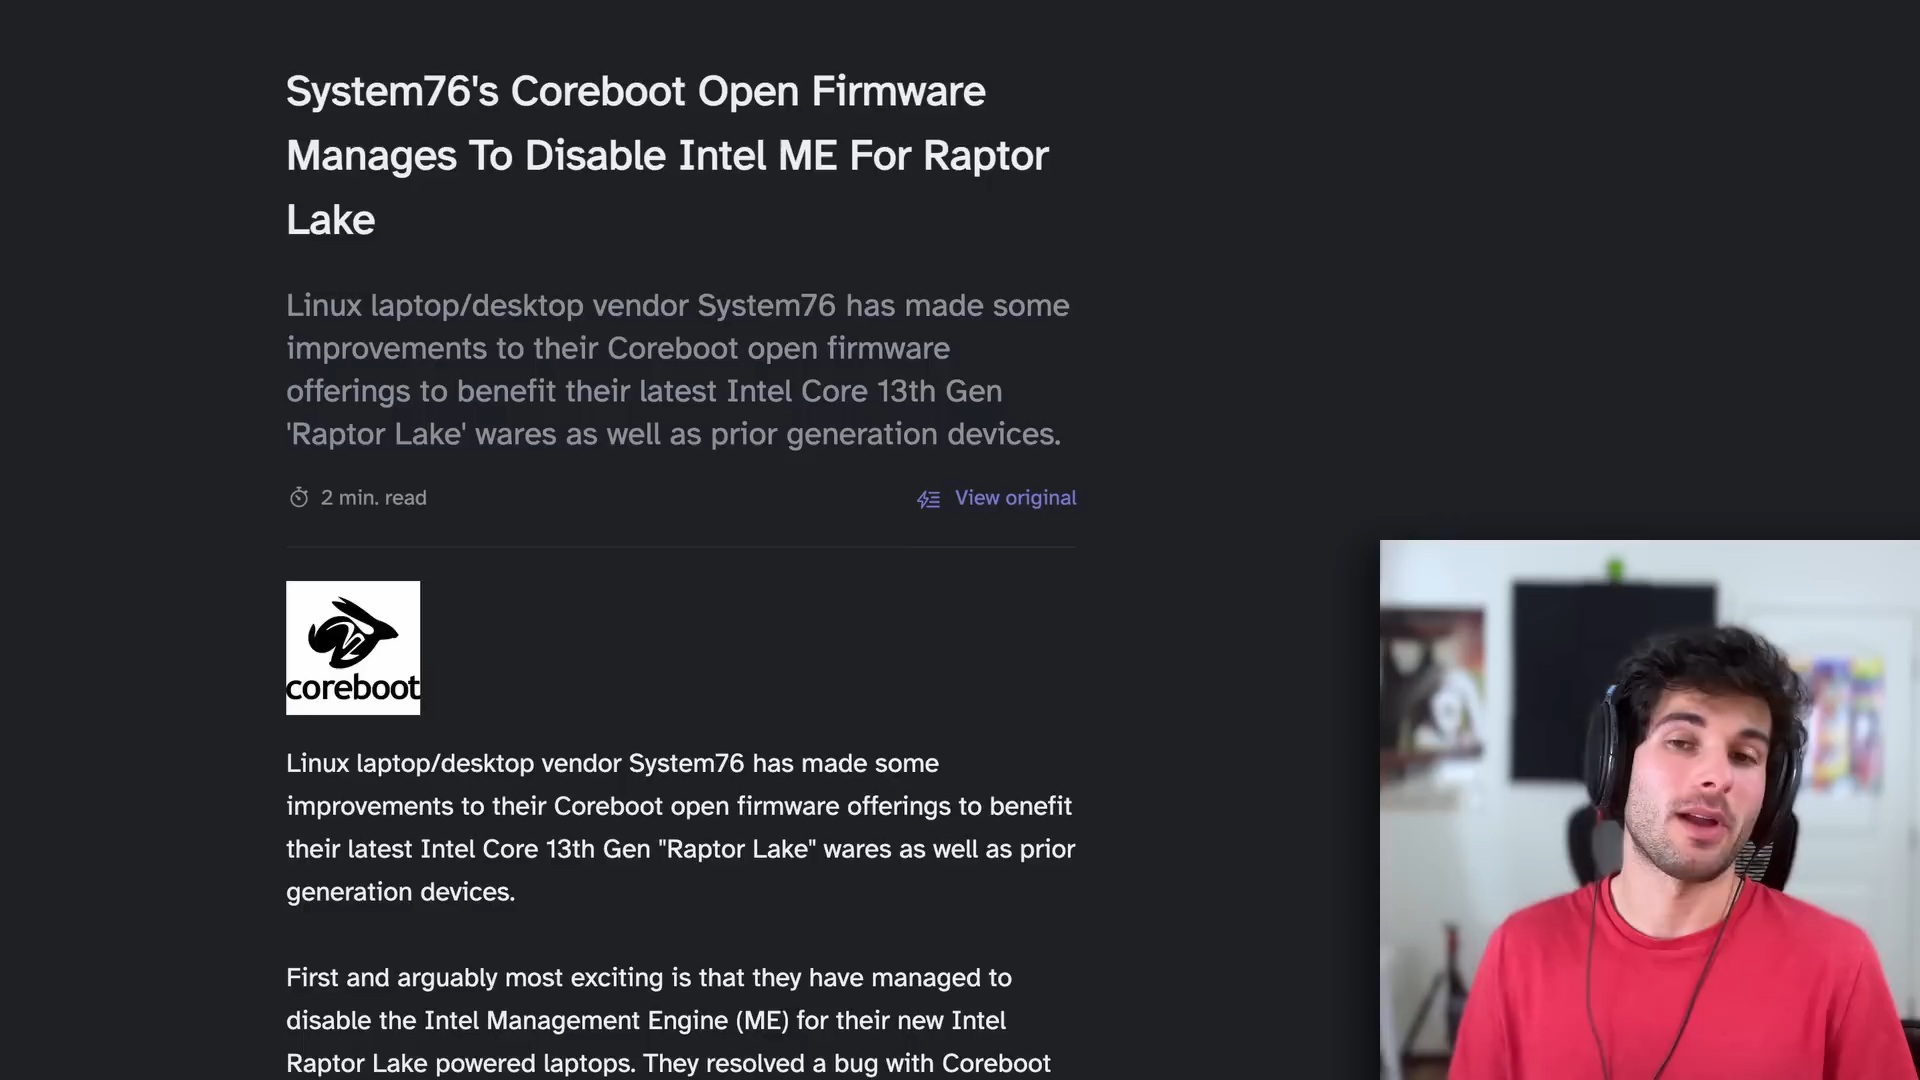 System76's Coreboot Open Firmware
Manages To Disable Intel ME For Raptor
Lake
Linux laptop/desktop vendor System76 has made some
improvements to their Coreboot open firmware
offerings to benefit their latest Intel Core 13th Gen
'Raptor Lake' wares as well as prior generation devices.
2 min. read
View original
coreboot
Linux laptop/desktop vendor System76 has made some
improvements to their Coreboot open firmware offerings to benefit
their latest Intel Core 13th Gen "Raptor Lake" wares as well as prior
generation devices.
First and arguably most exciting is that they have managed to
disable the Intel Management Engine (ME) for their new Intel
Raptor Lake powered laptops. They resolved a bug with Coreboot